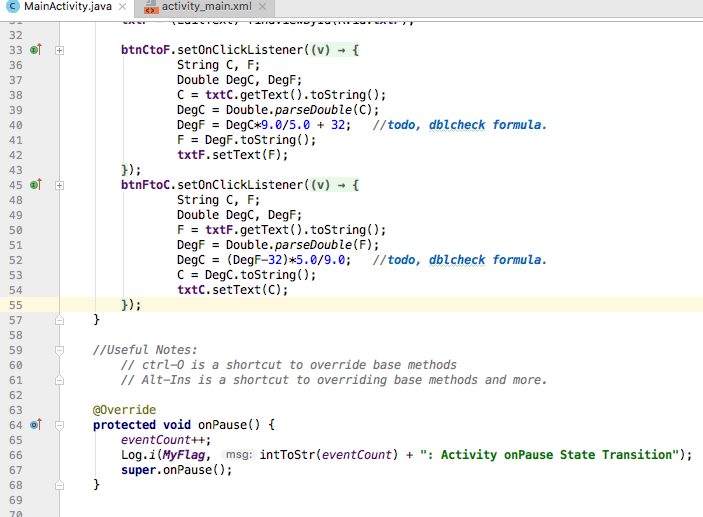 MainActivity.java × activity_main.xml ×
31
32
33 btnCtoF.setOnClickListener((v) → {
36 String C, F;
37 Double DegC, DegF;
38 C = txtC.getText().toString();
39 DegC = Double.parseDouble(C);
40 DegF = DegC*9.0/5.0 + 32; //todo, dblcheck formula.
41 F = DegF.toString();
42 txtF.setText(F);
43 });
45 btnFtoC.setOnClickListener((v) → {
48 String C, F;
49 Double DegC, DegF;
50 F = txtF.getText().toString();
51 DegF = Double.parseDouble(F);
52 DegC = (DegF-32)*5.0/9.0; //todo, dblcheck formula.
53 C = DegC.toString();
54 txtC.setText(C);
55 });
57 }
58
59 //Useful Notes:
60 // ctrl-O is a shortcut to override base methods
61 // Alt-Ins is a shortcut to overriding base methods and more.
62
63 @Override
64 protected void onPause() {
65 eventCount++;
66 Log.i(MyFlag, msg: intToStr(eventCount) + ": Activity onPause State Transition");
67 super.onPause();
68 }
69
70